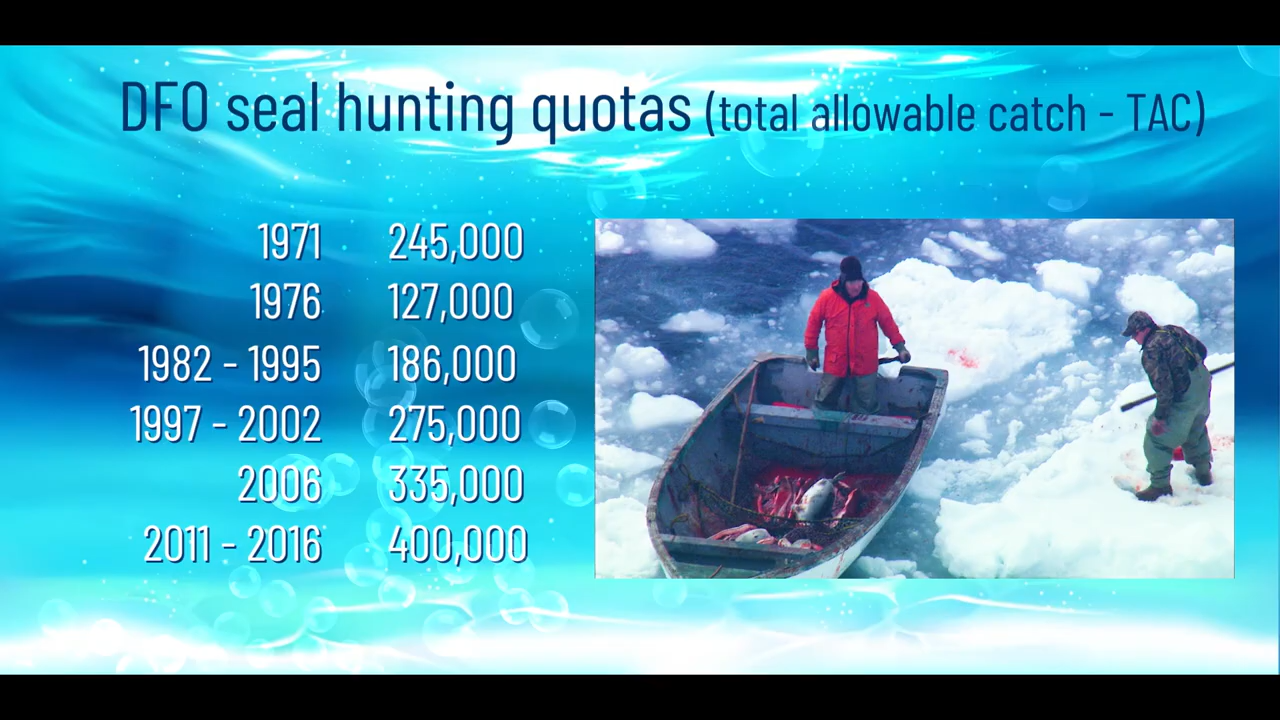 DFO seal hunting quotas (total allowable catch - TAC)
1971 245,000
1976 127,000
1982 - 1995 186,000
1997 - 2002 275,000
2006 335,000
2011 - 2016 400,000